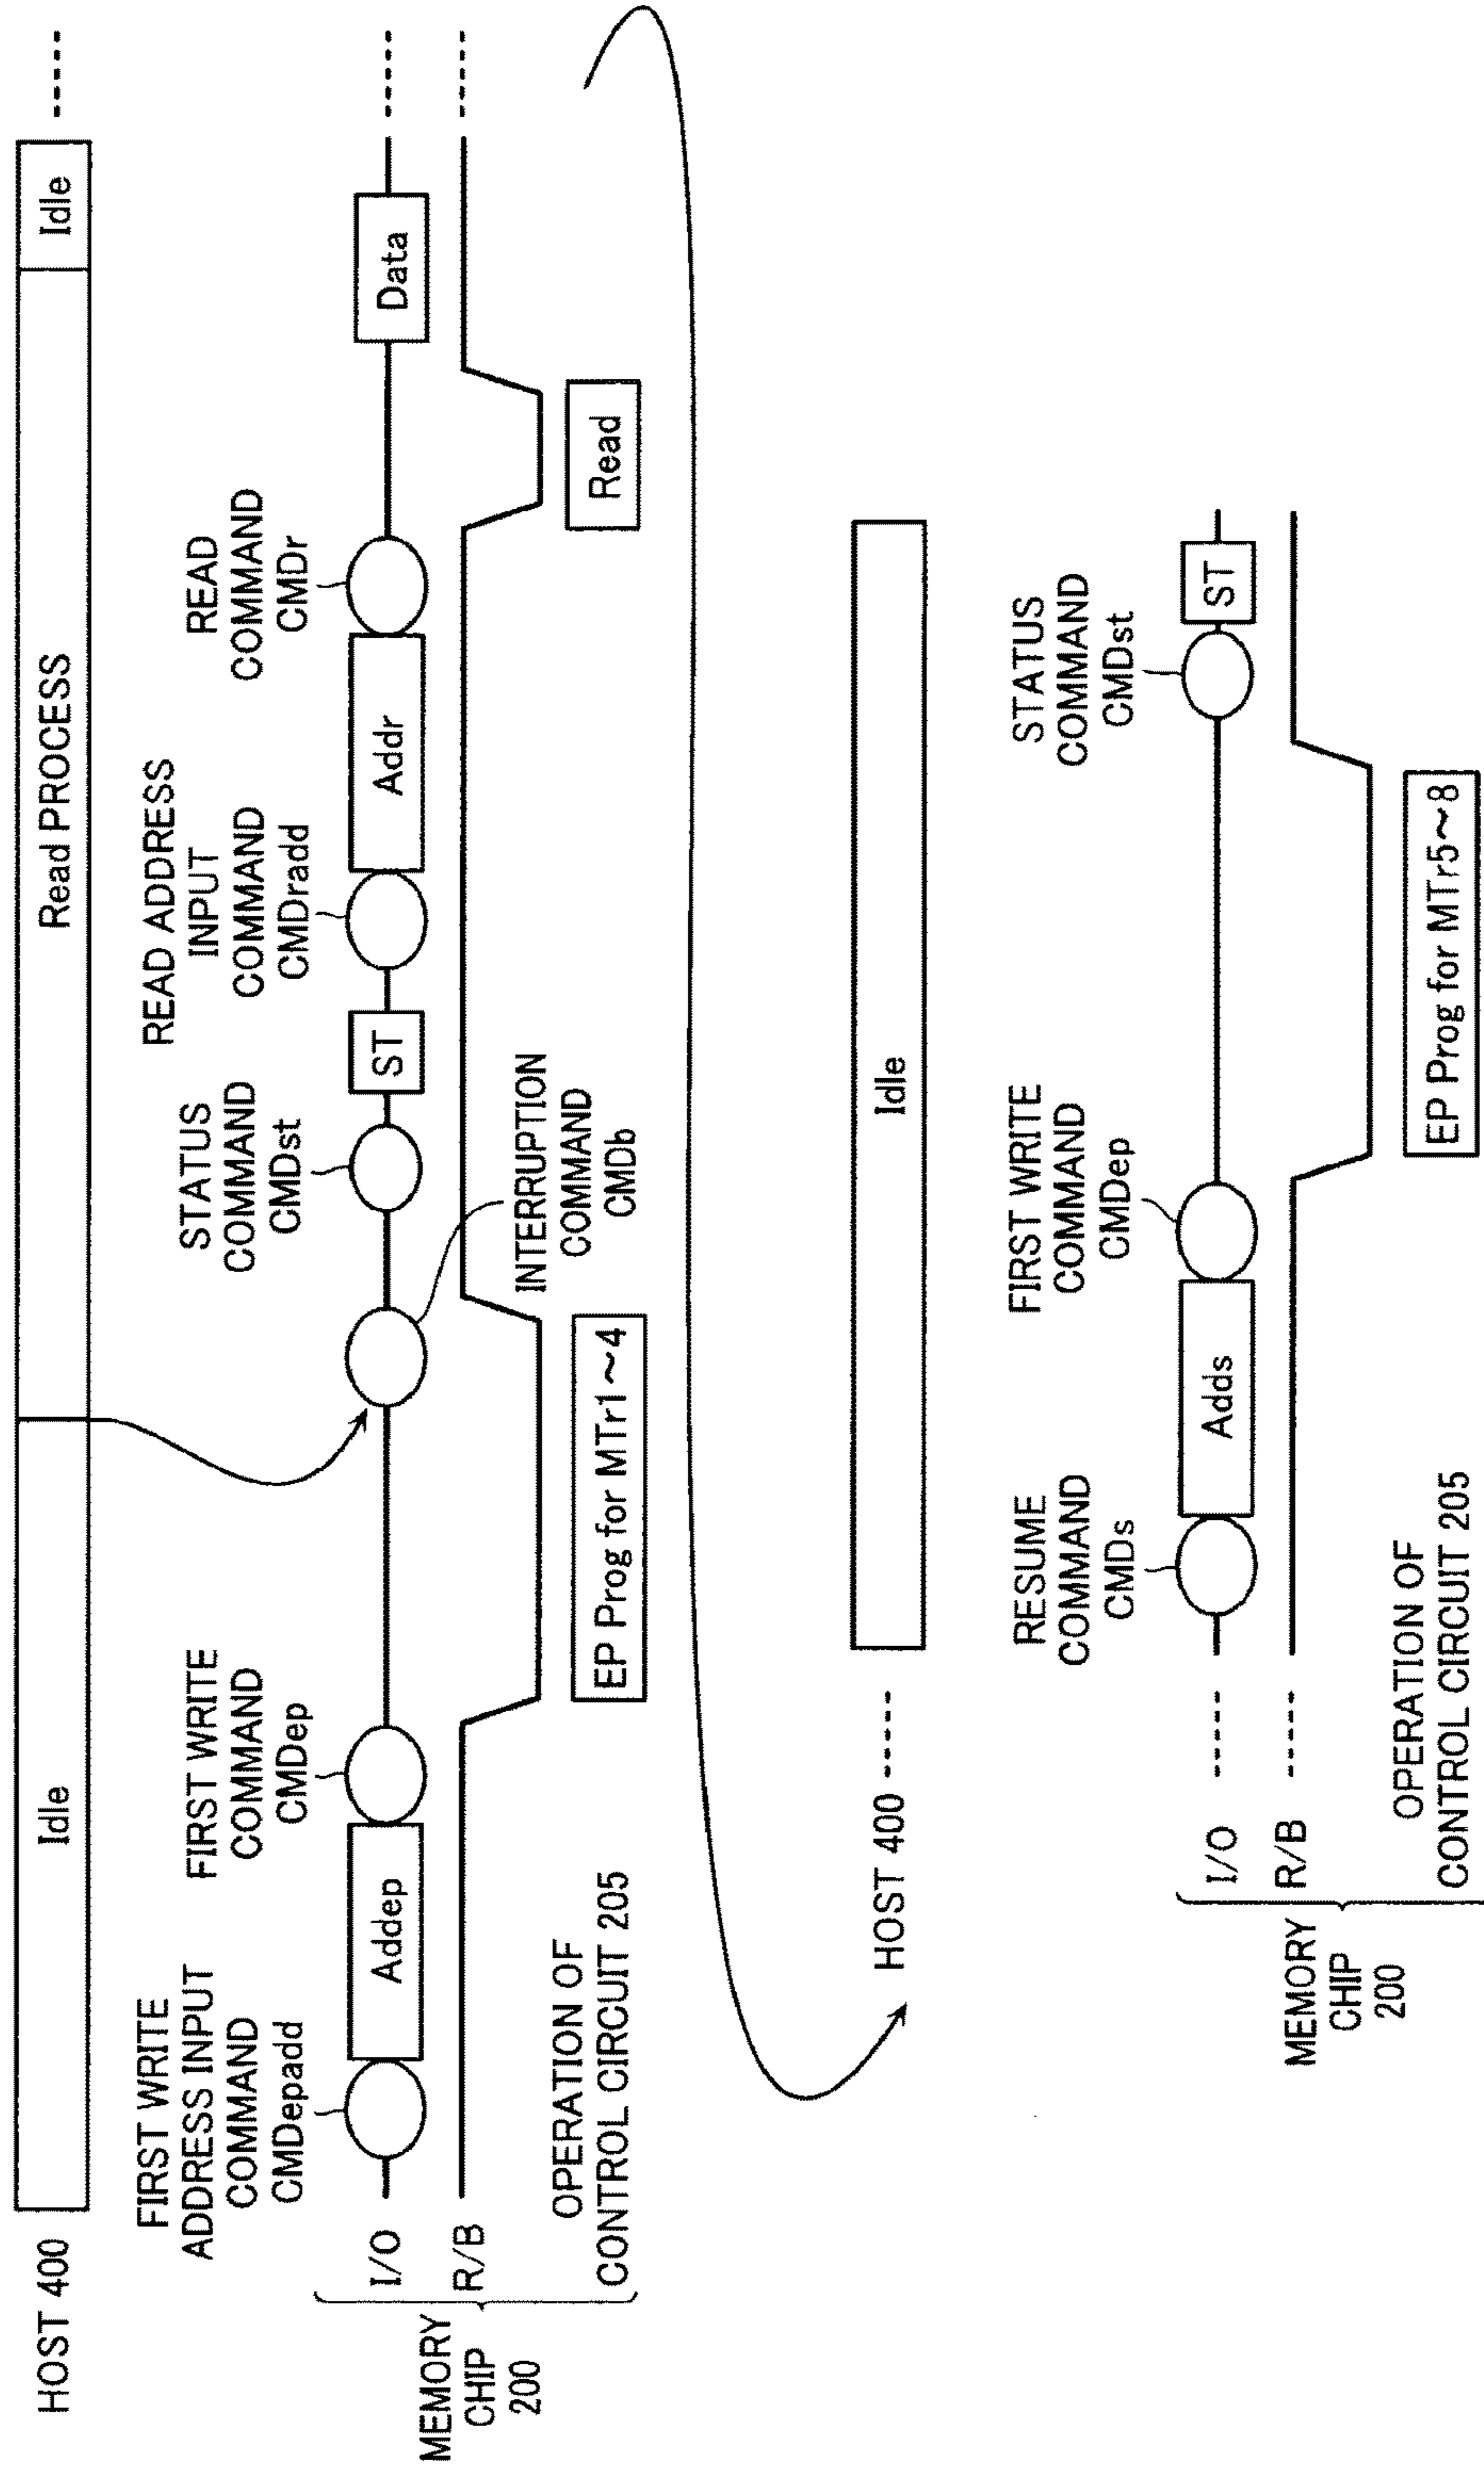 HOST 400
Idle
Read PROCESS
Idle
FIRST WRITE
ADDRESS INPUT
COMMAND
CMDepadd
FIRST WRITE
COMMAND
CMDep
STATUS
COMMAND
CMDst
READ ADDRESS
INPUT
COMMAND
CMDradd
READ
COMMAND
CMDr
MEMORY
CHIP
200
I/O
Addep
ST
Addr
Data
R/B
INTERRUPTION
COMMAND
CMDb
OPERATION OF
CONTROL CIRCUIT 205
EP Prog for MTr1~4
Read
HOST 400
Idle
RESUME
COMMAND
CMDs
FIRST WRITE
COMMAND
CMDep
STATUS
COMMAND
CMDst
MEMORY
CHIP
200
I/O
Adds
ST
R/B
OPERATION OF
CONTROL CIRCUIT 205
EP Prog for MTr5~8